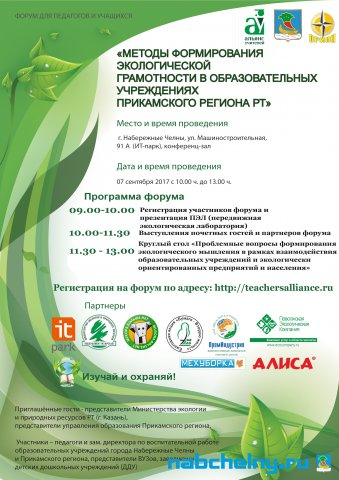 ФОРУМ ДЛЯ ПЕДАГОГОВ И УЧАЩИХСЯ
альянс
учителей
«МЕТОДЫ ФОРМИРОВАНИЯ
ЭКОЛОГИЧЕСКОЙ
ГРАМОТНОСТИ В ОБРАЗОВАТЕЛЬНЫХ
УЧРЕЖДЕНИЯХ
ПРИКАМСКОГО РЕГИОНА РТ»
Место и время проведения
г. Набережные Челны, ул. Машиностроительная,
91 А (ИТ-парк), конференц-зал
Дата и время проведения
07 сентября 2017 с 10.00 ч. до 13.00 ч.
Программа форума
09.00-10.00 Регистрация участников форума и
презентация ПЭЛ (передвижная
экологическая лаборатория)
10.00-11.30 Выступления почетных гостей и партнеров форума
11.30 - 13.00 Круглый стол «Проблемные вопросы формирования
экологического мышления в рамках взаимодействия
образовательных учреждений и экологически
ориентированных предприятий и населения»
Регистрация на форум по адресу: http://teachersalliance.ru
Партнеры
it
park
ПромИндустрия
Поволжская
Экологическая
Компания
МЕХУБОРКА
АЛИСА
Изучай и охраняй!
Приглашённые гости - представители Министерства экологии
и природных ресурсов РТ (г. Казань),
представители управления образования Прикамского региона,
Участники – педагоги и зам. директора по воспитательной работе
образовательных учреждений города Набережные Челны
и Прикамского региона, представители ВУЗов, заведующие
детских дошкольных учреждений (ДДУ)
nabchelny.ru